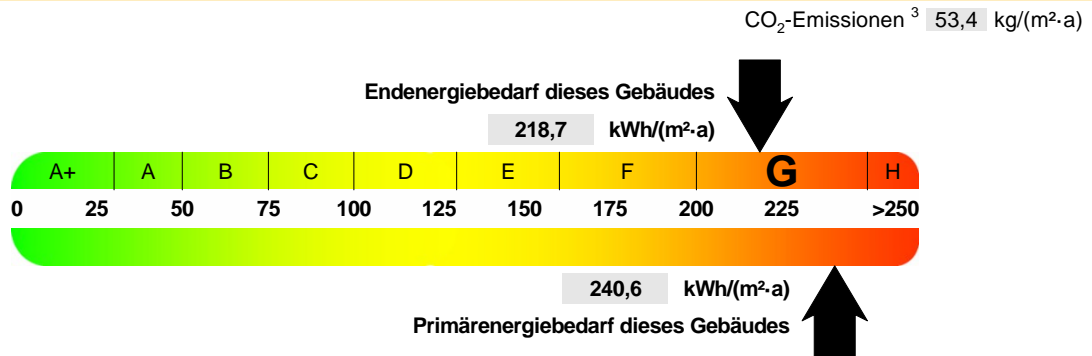 CO₂-Emissionen ³ 53,4 kg/(m²·a)
Endenergiebedarf dieses Gebäudes
218,7 kWh/(m²·a)
A+ A B C D E F G H
0 25 50 75 100 125 150 175 200 225 >250
240,6 kWh/(m²·a)
Primärenergiebedarf dieses Gebäudes